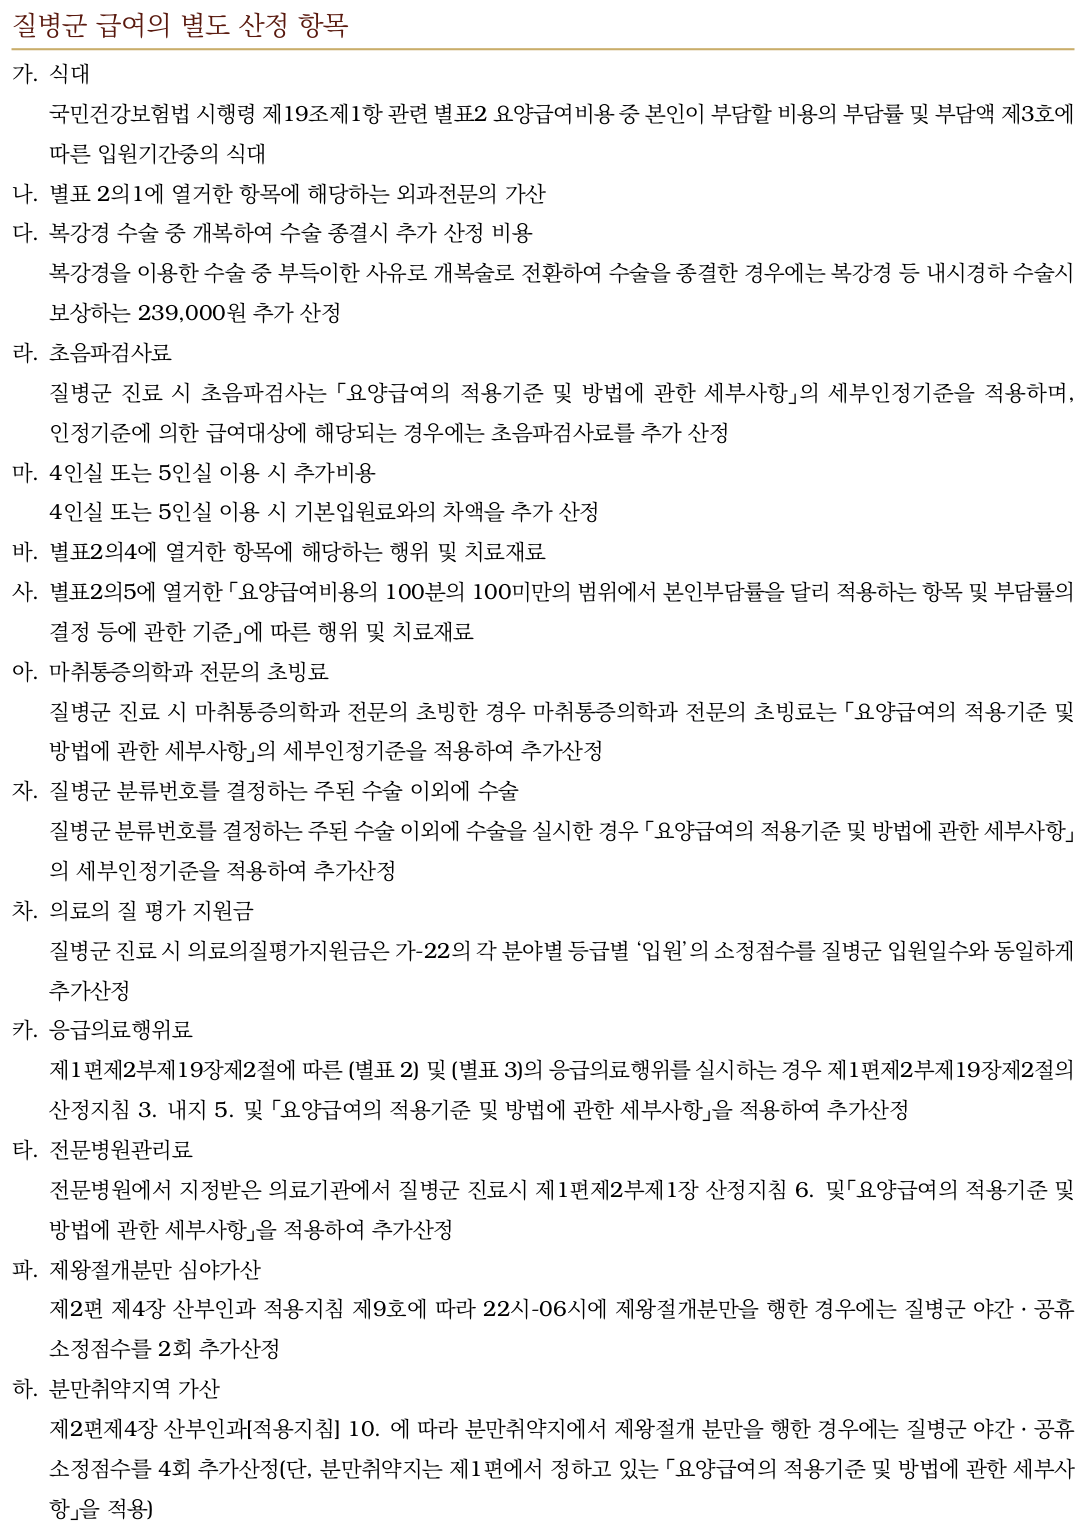 질병군 급여의 별도 산정 항목
가. 식대
국민건강보험법 시행령 제19조제1항 관련 별표2 요양급여비용 중 본인이 부담할 비용의 부담률 및 부담액 제3호에
따른 입원기간중의 식대
나. 별표 2의1에 열거한 항목에 해당하는 외과전문의 가산
다. 복강경 수술 중 개복하여 수술 종결시 추가 산정 비용
복강경을 이용한 수술 중 부득이한 사유로 개복술로 전환하여 수술을 종결한 경우에는 복강경 등 내시경하 수술시
보상하는 239,000원 추가 산정
라. 초음파검사료
질병군 진료 시 초음파검사는 「요양급여의 적용기준 및 방법에 관한 세부사항」의 세부인정기준을 적용하며,
인정기준에 의한 급여대상에 해당되는 경우에는 초음파검사료를 추가 산정
마. 4인실 또는 5인실 이용 시 추가비용
4인실 또는 5인실 이용 시 기본입원료와의 차액을 추가 산정
바. 별표2의4에 열거한 항목에 해당하는 행위 및 치료재료
사. 별표2의5에 열거한 「요양급여비용의 100분의 100미만의 범위에서 본인부담률을 달리 적용하는 항목 및 부담률의
결정 등에 관한 기준」에 따른 행위 및 치료재료
아. 마취통증의학과 전문의 초빙료
질병군 진료 시 마취통증의학과 전문의 초빙한 경우 마취통증의학과 전문의 초빙료는 「요양급여의 적용기준 및
방법에 관한 세부사항」의 세부인정기준을 적용하여 추가산정
자. 질병군 분류번호를 결정하는 주된 수술 이외에 수술
질병군 분류번호를 결정하는 주된 수술 이외에 수술을 실시한 경우 「요양급여의 적용기준 및 방법에 관한 세부사항」
의 세부인정기준을 적용하여 추가산정
차. 의료의 질 평가 지원금
질병군 진료 시 의료의질평가지원금은 가-22의 각 분야별 등급별 ‘입원’의 소정점수를 질병군 입원일수와 동일하게
추가산정
카. 응급의료행위료
제1편제2부제19장제2절에 따른 (별표 2) 및 (별표 3)의 응급의료행위를 실시하는 경우 제1편제2부제19장제2절의
산정지침 3. 내지 5. 및 「요양급여의 적용기준 및 방법에 관한 세부사항」을 적용하여 추가산정
타. 전문병원관리료
전문병원에서 지정받은 의료기관에서 질병군 진료시 제1편제2부제1장 산정지침 6. 및「요양급여의 적용기준 및
방법에 관한 세부사항」을 적용하여 추가산정
파. 제왕절개분만 심야가산
제2편 제4장 산부인과 적용지침 제9호에 따라 22시-06시에 제왕절개분만을 행한 경우에는 질병군 야간 · 공휴
소정점수를 2회 추가산정
하. 분만취약지역 가산
제2편제4장 산부인과[적용지침] 10. 에 따라 분만취약지에서 제왕절개 분만을 행한 경우에는 질병군 야간 · 공휴
소정점수를 4회 추가산정(단, 분만취약지는 제1편에서 정하고 있는 「요양급여의 적용기준 및 방법에 관한 세부사
항」을 적용)